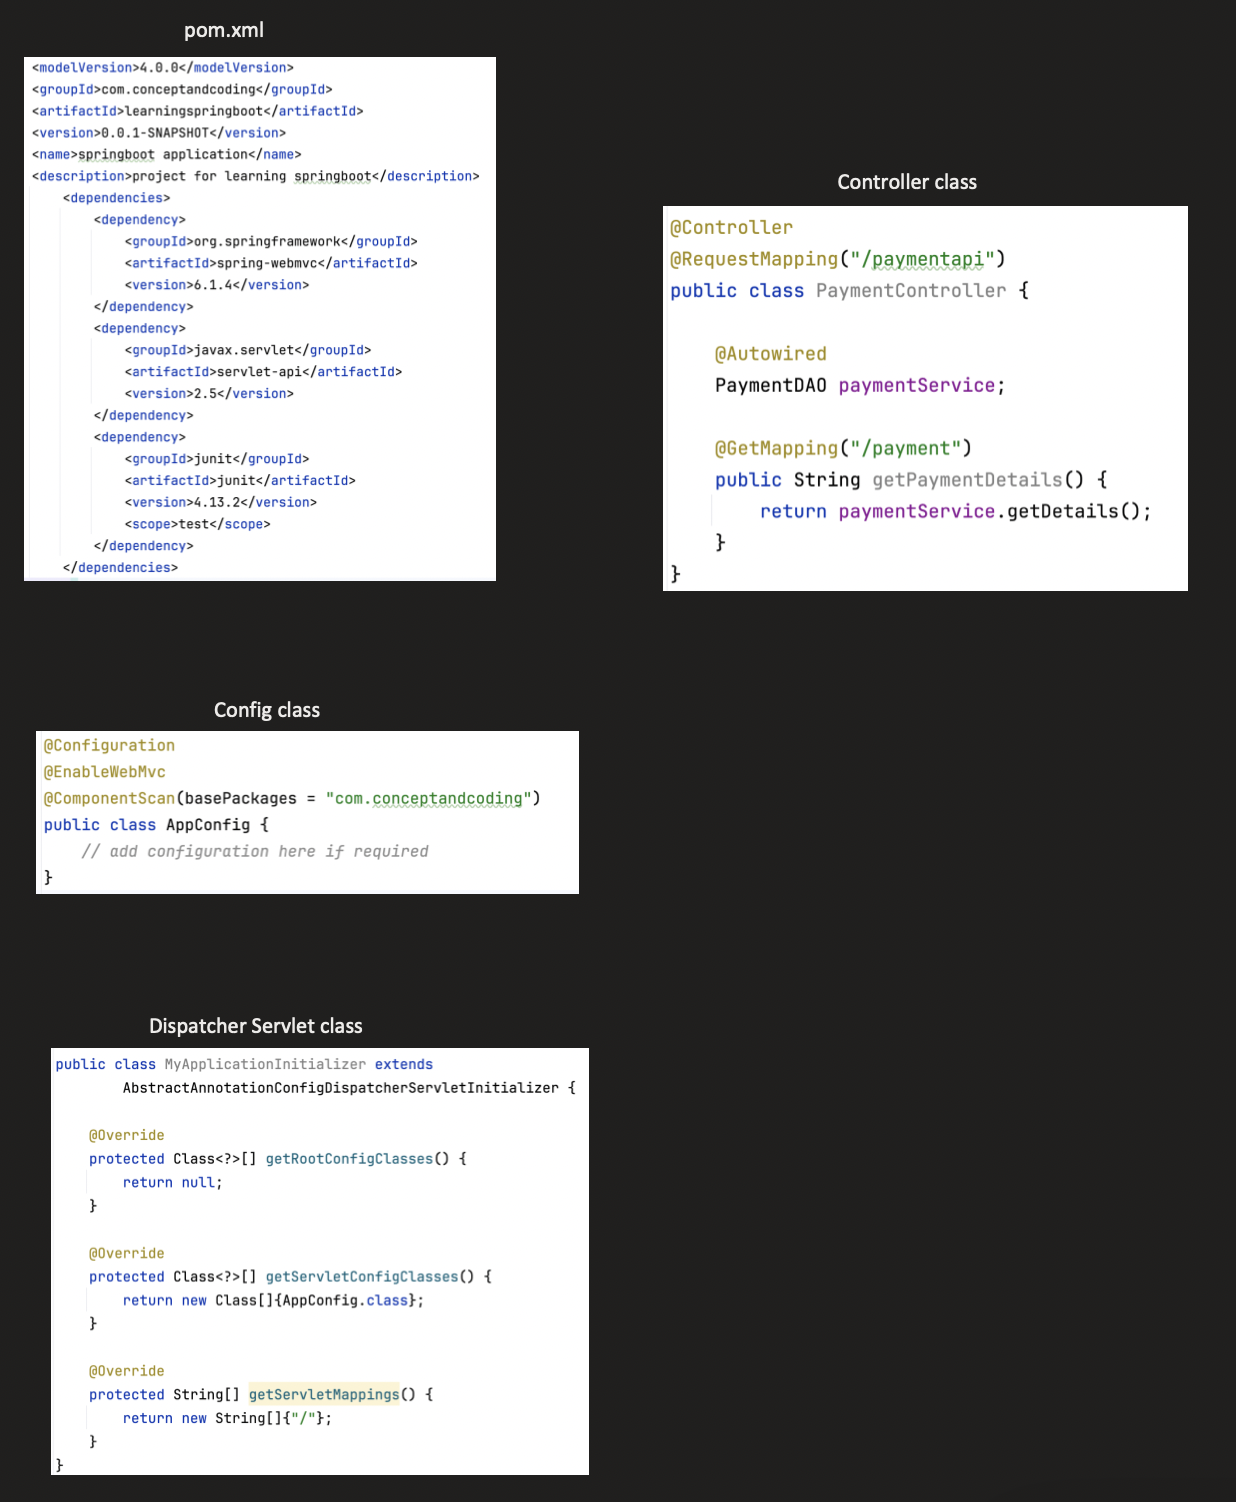 pom.xml
<modelVersion>4.0.0</modelVersion>
<groupId>com.conceptandcoding</groupId>
<artifactId>learningspringboot</artifactId>
<version>0.0.1-SNAPSHOT</version>
<name>springboot application</name>
<description>project for learning springboot</description>
<dependencies>
<dependency>
<groupId>org.springframework</groupId>
<artifactId>spring-webmvc</artifactId>
<version>6.1.4</version>
</dependency>
<dependency>
<groupId>javax.servlet</groupId>
<artifactId>servlet-api</artifactId>
<version>2.5</version>
</dependency>
<dependency>
<groupId>junit</groupId>
<artifactId>junit</artifactId>
<version>4.13.2</version>
<scope>test</scope>
</dependency>
</dependencies>
Controller class
@Controller
@RequestMapping("/paymentapi")
public class PaymentController {
@Autowired
PaymentDAO paymentService;
@GetMapping("/payment")
public String getPaymentDetails() {
return paymentService.getDetails();
}
}
Config class
@Configuration
@EnableWebMvc
@ComponentScan(basePackages = "com.conceptandcoding")
public class AppConfig {
// add configuration here if required
}
Dispatcher Servlet class
public class MyApplicationInitializer extends
AbstractAnnotationConfigDispatcherServletInitializer {
@Override
protected Class<?>[] getRootConfigClasses() {
return null;
}
@Override
protected Class<?>[] getServletConfigClasses() {
return new Class[]{AppConfig.class};
}
@Override
protected String[] getServletMappings() {
return new String[]{"/"};
}
}